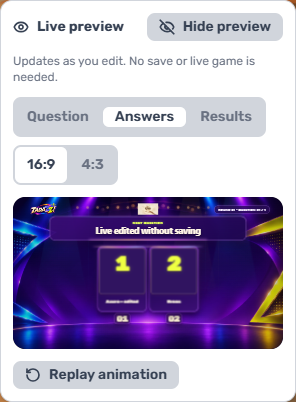 Live preview
Hide preview
Updates as you edit. No save or live game is
needed.
Question
Answers
Results
16:9
4:3
Live edited without saving
1
2
01
02
Replay animation